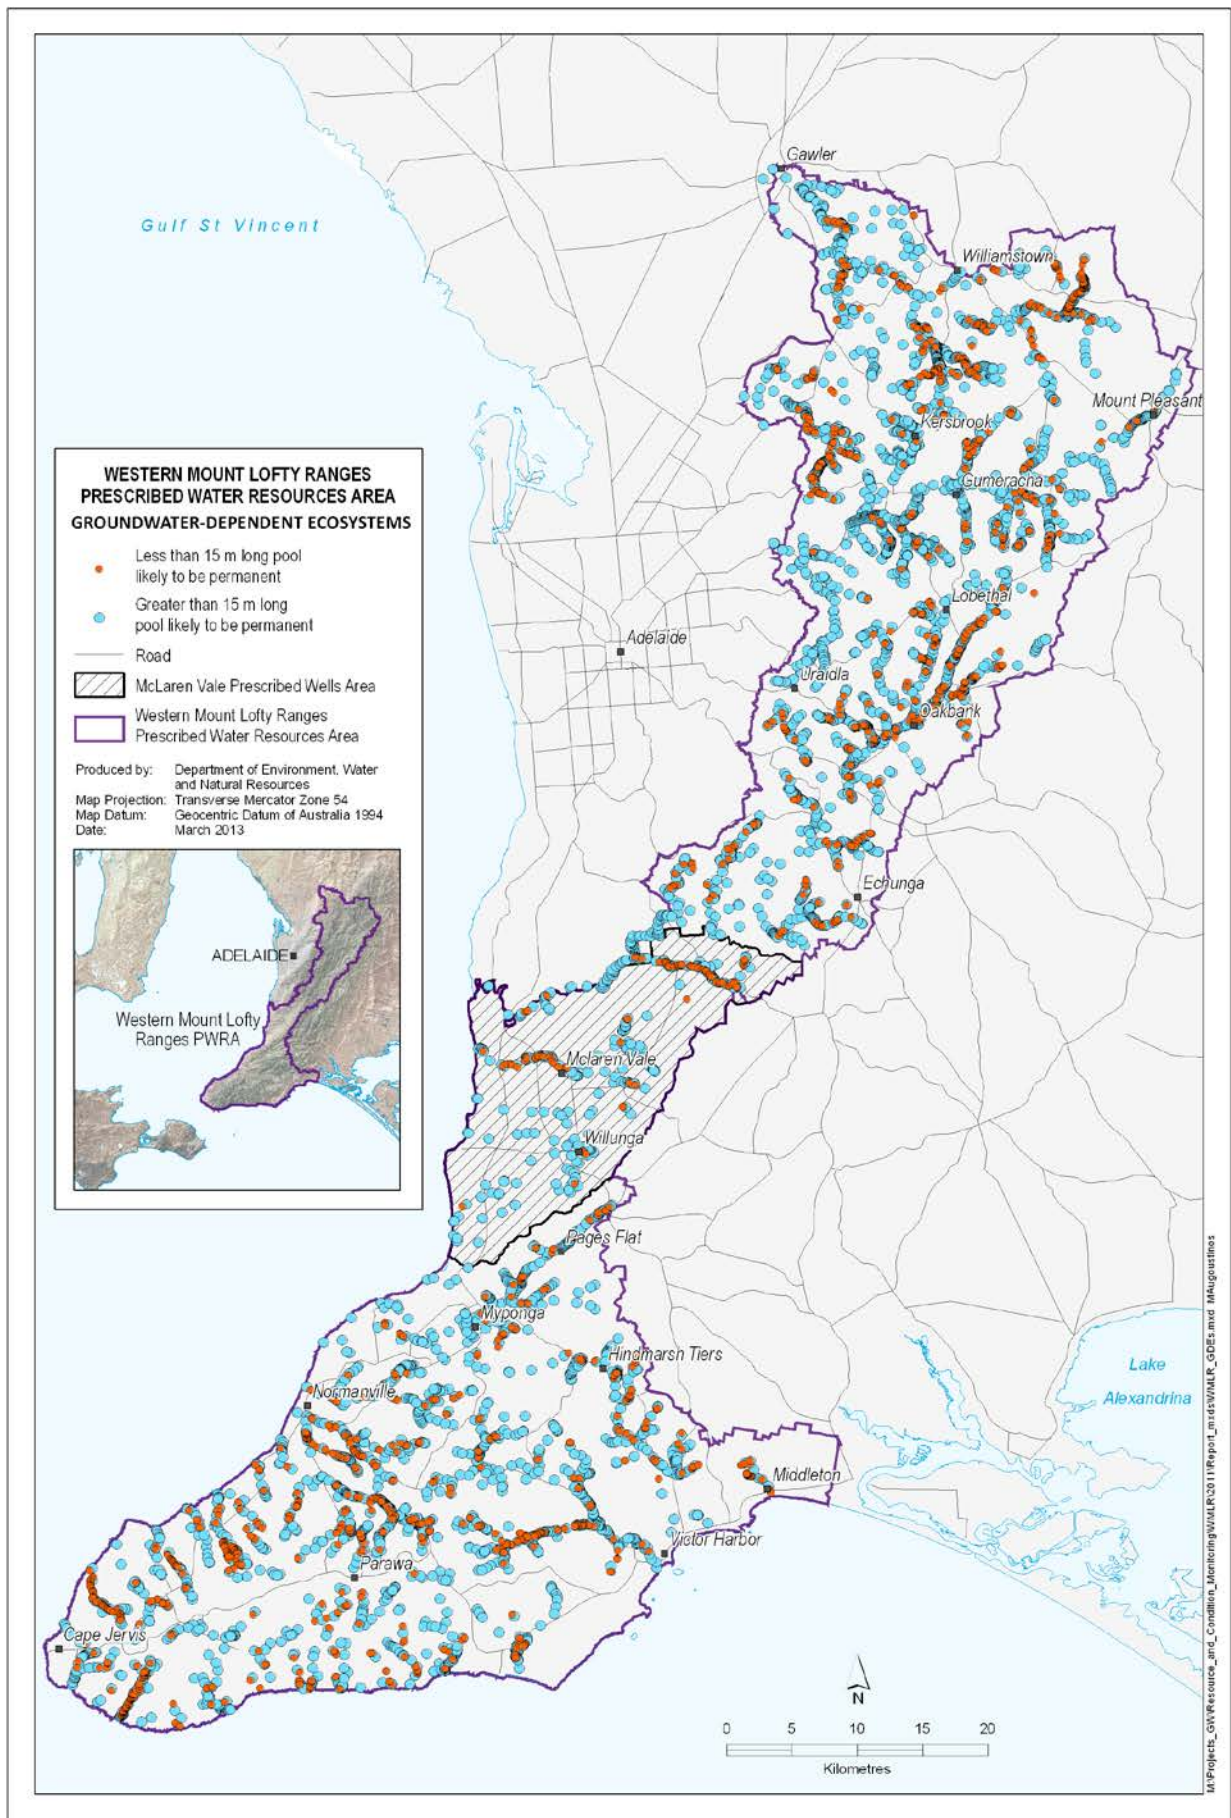 Gawler
Gulf St Vincent
Williamstown
Mount Pleasant
Kersbrook
WESTERN MOUNT LOFTY RANGES
PRESCRIBED WATER RESOURCES AREA
GROUNDWATER-DEPENDENT ECOSYSTEMS
Gumeracha
Less than 15 m long pool
likely to be permanent
Greater than 15 m long
pool likely to be permanent
Lobethal
Adelaide
Road
Uraidla
McLaren Vale Prescribed Wells Area
Oakbank
Western Mount Lofty Ranges
Prescribed Water Resources Area
Produced by: Department of Environment, Water
and Natural Resources
Map Projection: Transverse Mercator Zone 54
Map Datum: Geocentric Datum of Australia 1994
Date: March 2013
Echunga
ADELAIDE
Western Mount Lofty
Ranges PWRA
Mclaren Vale
Willunga
Pages Flat
Myponga
Hindmarsh Tiers
Lake
Alexandrina
Normanville
Middleton
Victor Harbor
Parawa
Cape Jervis
N
0 5 10 15 20
Kilometres